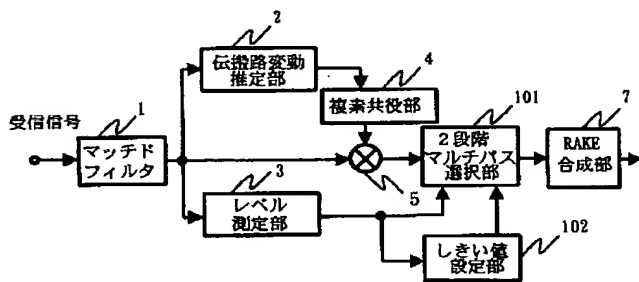 2
伝搬路変動
推定部
4
複素共役部
101
7
受信信号
1
マッチド
フィルタ
2段階
マルチパス
選択部
RAKE
合成部
5
3
レベル
測定部
102
しきい値
設定部